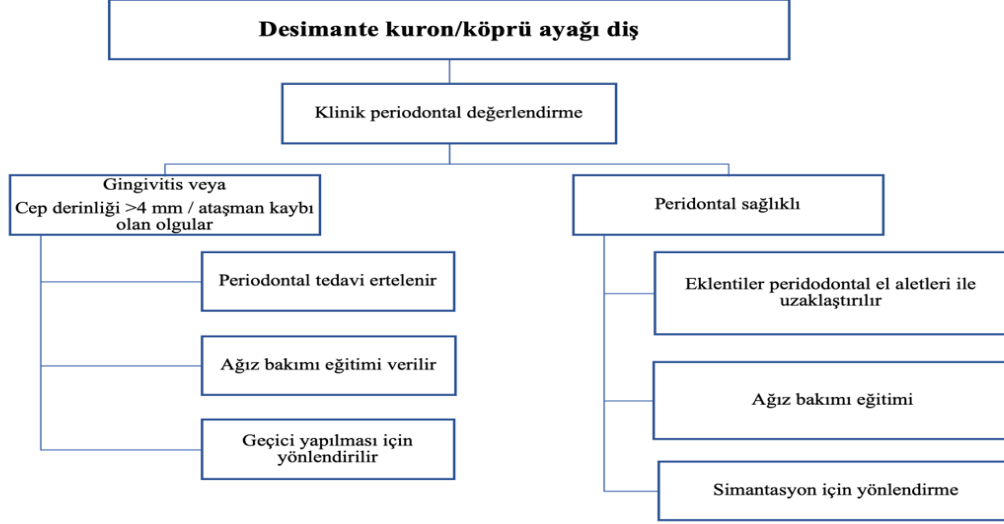 Desimante kuron/köprü ayağı diş
Klinik periodontal değerlendirme
Gingivitis veya
Cep derinliği >4 mm / ataşman kaybı
olan olgular
Periodontal tedavi ertelenir
Ağız bakımı eğitimi verilir
Geçici yapılması için
yönlendirilir
Peridontal sağlıklı
Eklentiler peridodontal el aletleri ile
uzaklaştırılır
Ağız bakımı eğitimi
Simantasyon için yönlendirme